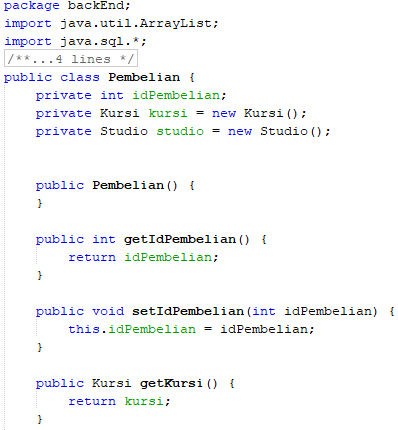 package backEnd;
import java.util.ArrayList;
import java.sql.*;
/**...4 lines */
public class Pembelian {
    private int idPembelian;
    private Kursi kursi = new Kursi();
    private Studio studio = new Studio();
    public Pembelian() {
    }
    public int getIdPembelian() {
        return idPembelian;
    }
    public void setIdPembelian(int idPembelian) {
        this.idPembelian = idPembelian;
    }
    public Kursi getKursi() {
        return kursi;
    }